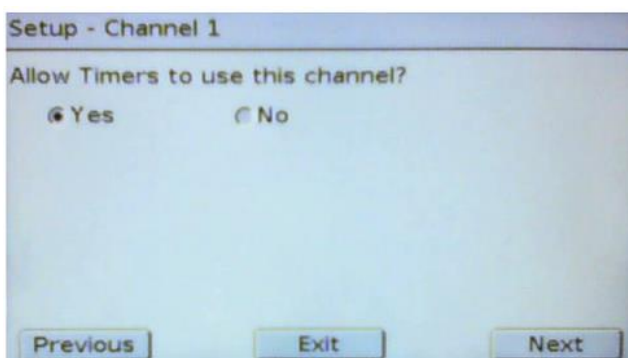 Setup - Channel 1
Allow Timers to use this channel?
Yes No
Previous Exit Next